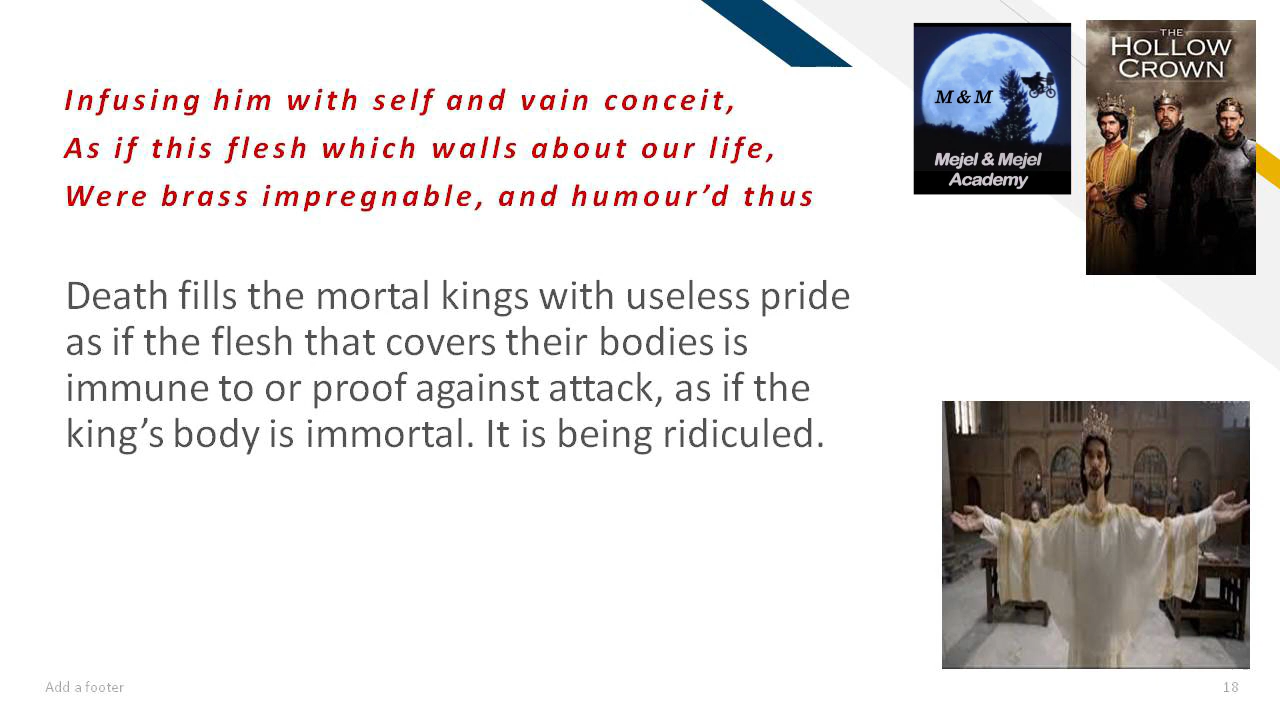 Infusing him with self and vain conceit,
As if this flesh which walls about our life,
Were brass impregnable, and humour’d thus
Death fills the mortal kings with useless pride
as if the flesh that covers their bodies is
immune to or proof against attack, as if the
king’s body is immortal. It is being ridiculed.
M & M
Mejel & Mejel
Academy
THE
HOLLOW
CROWN
Add a footer
18